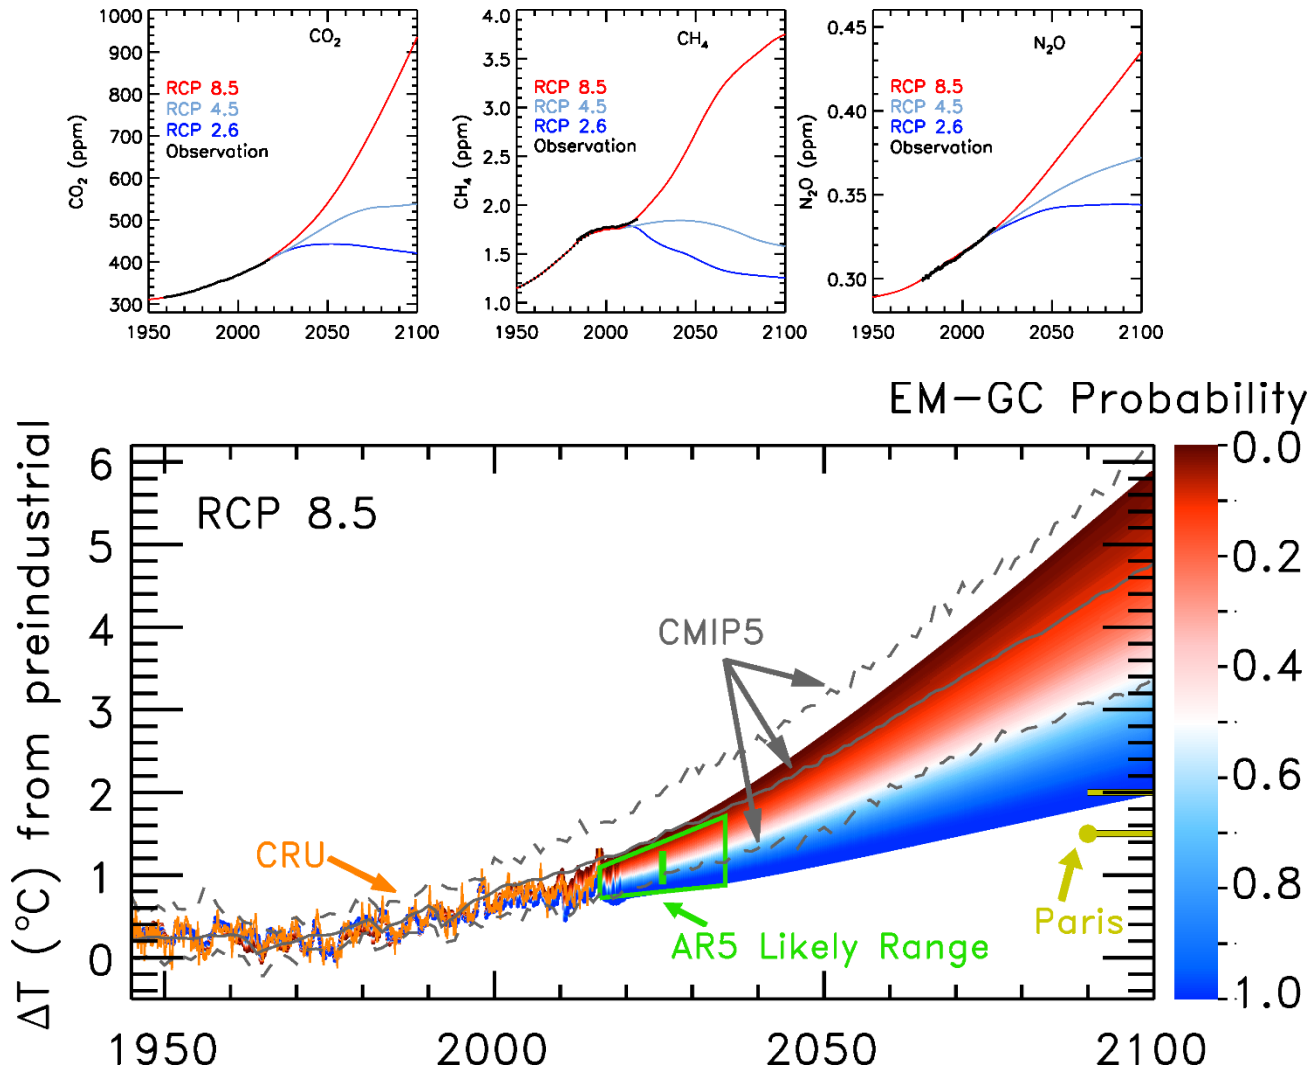 CO₂
CO₂ (ppm)
1000
900
800
700
600
500
400
300
RCP 8.5
RCP 4.5
RCP 2.6
Observation
1950 2000 2050 2100
CH₄
CH₄ (ppm)
4.0
3.5
3.0
2.5
2.0
1.5
1.0
RCP 8.5
RCP 4.5
RCP 2.6
Observation
1950 2000 2050 2100
N₂O
N₂O (ppm)
0.45
0.40
0.35
0.30
RCP 8.5
RCP 4.5
RCP 2.6
Observation
1950 2000 2050 2100
EM-GC Probability
ΔT (°C) from preindustrial
6
5
4
3
2
1
0
RCP 8.5
CMIP5
CRU
AR5 Likely Range
Paris
1950 2000 2050 2100
0.0
0.2
0.4
0.6
0.8
1.0